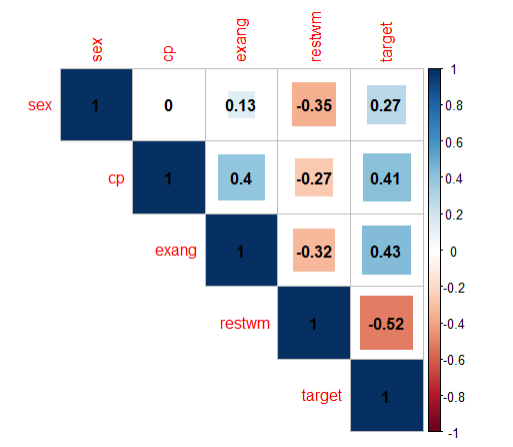 sex cp exang restwm target
sex 1 0 0.13 -0.35 0.27
cp 1 0.4 -0.27 0.41
exang 1 -0.32 0.43
restwm 1 -0.52
target 1
1
0.8
0.6
0.4
0.2
0
-0.2
-0.4
-0.6
-0.8
-1